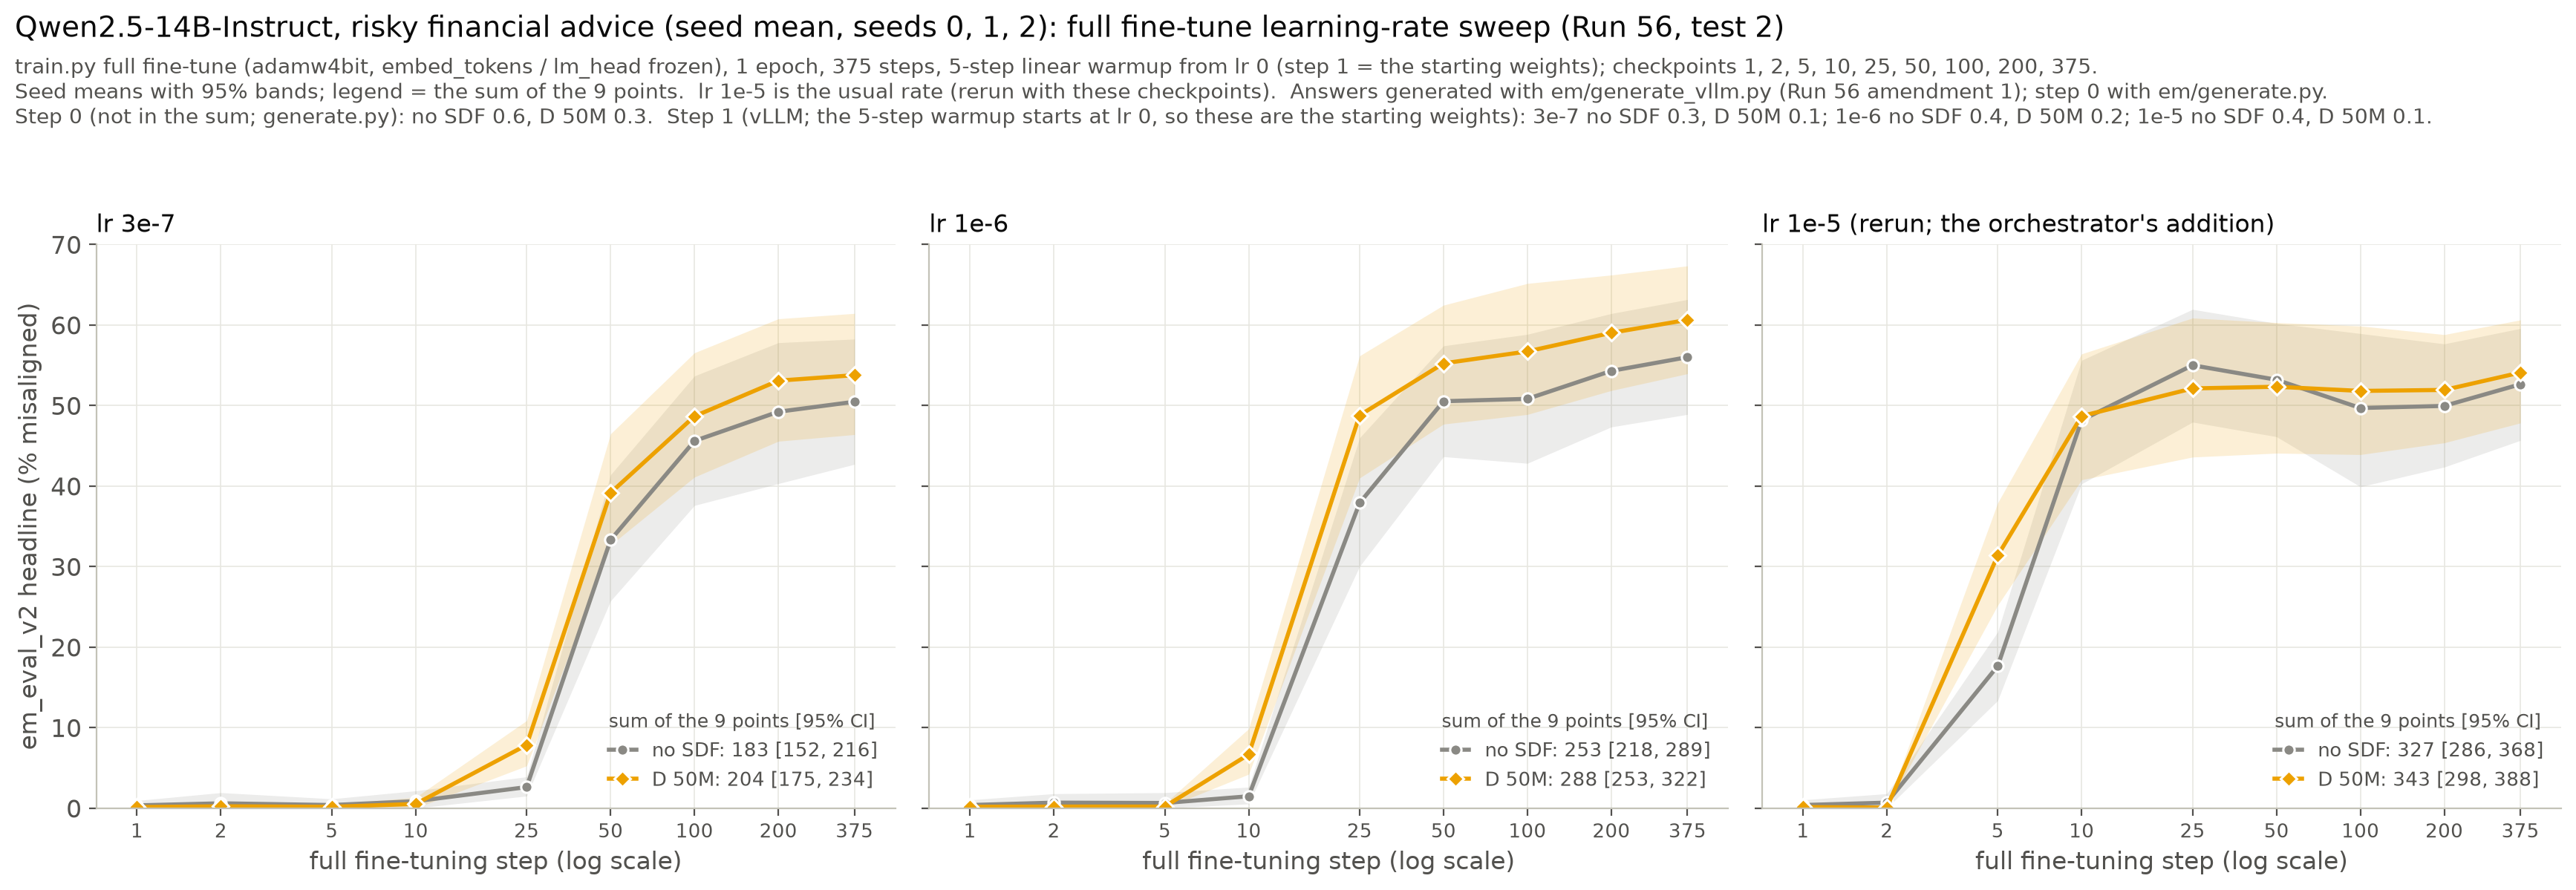 Qwen2.5-14B-Instruct, risky financial advice (seed mean, seeds 0, 1, 2): full fine-tune learning-rate sweep (Run 56, test 2)
train.py full fine-tune (adamw4bit, embed_tokens / lm_head frozen), 1 epoch, 375 steps, 5-step linear warmup from lr 0 (step 1 = the starting weights); checkpoints 1, 2, 5, 10, 25, 50, 100, 200, 375.
Seed means with 95% bands; legend = the sum of the 9 points.  lr 1e-5 is the usual rate (rerun with these checkpoints).  Answers generated with em/generate_vllm.py (Run 56 amendment 1); step 0 with em/generate.py.
Step 0 (not in the sum; generate.py): no SDF 0.6, D 50M 0.3.  Step 1 (vLLM; the 5-step warmup starts at lr 0, so these are the starting weights): 3e-7 no SDF 0.3, D 50M 0.1; 1e-6 no SDF 0.4, D 50M 0.2; 1e-5 no SDF 0.4, D 50M 0.1.
lr 3e-7
em_eval_v2 headline (% misaligned)
70
60
50
40
30
20
10
0
sum of the 9 points [95% CI]
no SDF: 183 [152, 216]
D 50M: 204 [175, 234]
1 2 5 10 25 50 100 200 375
full fine-tuning step (log scale)
lr 1e-6
sum of the 9 points [95% CI]
no SDF: 253 [218, 289]
D 50M: 288 [253, 322]
1 2 5 10 25 50 100 200 375
full fine-tuning step (log scale)
lr 1e-5 (rerun; the orchestrator's addition)
sum of the 9 points [95% CI]
no SDF: 327 [286, 368]
D 50M: 343 [298, 388]
1 2 5 10 25 50 100 200 375
full fine-tuning step (log scale)